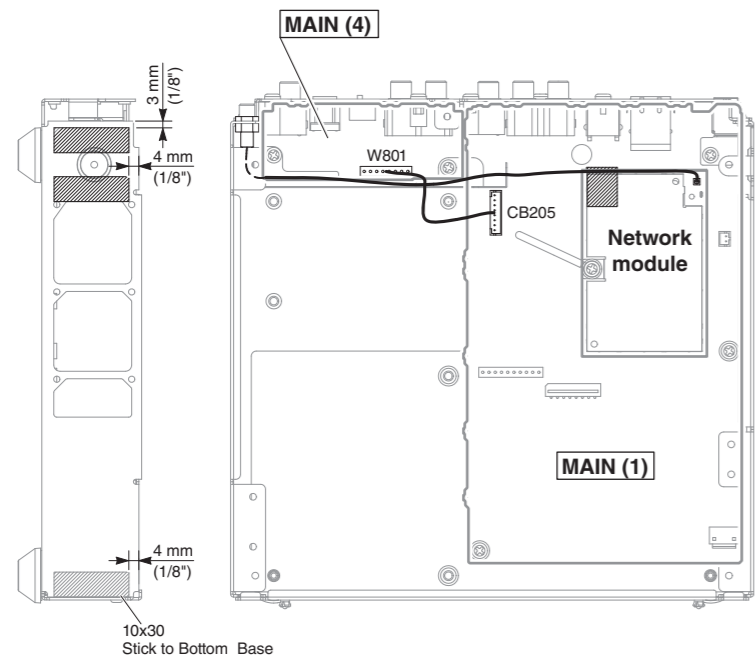 MAIN (4)
3 mm
(1/8")
4 mm
(1/8")
W801
CB205
Network
module
MAIN (1)
4 mm
(1/8")
10x30
Stick to Bottom Base